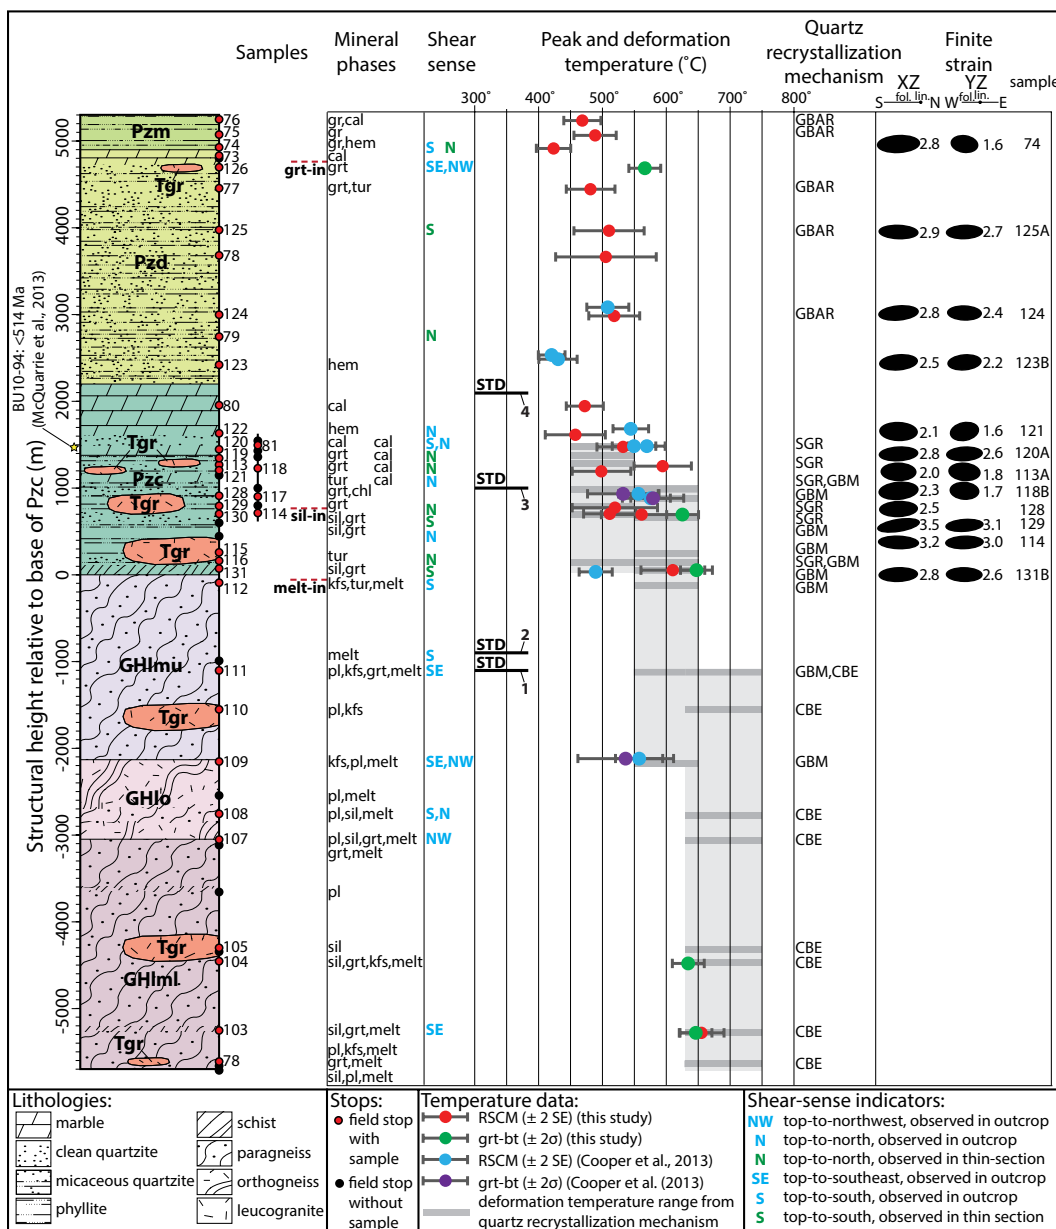 Samples
Mineral phases
Shear sense
Peak and deformation temperature (˚C)
Quartz recrystallization mechanism
Finite strain
XZ
YZ
sample
S fol. lin. N
W fol. lin. E
300 400˚ 500˚ 600˚ 700˚ 800˚
Structural height relative to base of Pzc (m)
5000
4000
3000
2000
1000
0
-1000
-2000
-3000
-4000
-5000
BU10-94: <514 Ma
(McQuarrie et al., 2013)
Pzm
Tgr
Pzd
Tgr
Pzc
Tgr
Tgr
GHlmu
Tgr
GHlo
Tgr
GHlml
Tgr
76
75
74
73
126
77
125
78
124
79
123
80
122
120
81
119
113
118
121
128
117
129
114
130
115
116
131
112
111
110
109
108
107
105
104
103
78
grt-in
sil-in
melt-in
gr,cal
gr
gr,hem
cal
grt
grt,tur
hem
cal
hem
cal cal
grt cal
grt cal
tur cal
grt,chl
grt
sil,grt
sil,grt
tur
sil,grt
kfs,tur,melt
melt
pl,kfs,grt,melt
pl,kfs
kfs,pl,melt
pl,melt
pl,sil,melt
pl,sil,grt,melt
grt,melt
pl
sil
sil,grt,kfs,melt
sil,grt,melt
pl,kfs,melt
grt,melt
sil,pl,melt
S N
SE,NW
S
N
N
S,N
N
N
N
N
N
S
N
N
S
S
S
SE
SE,NW
S,N
NW
SE
STD
4
STD
3
STD
2
STD
1
GBAR
GBAR
GBAR
GBAR
GBAR
SGR
SGR
SGR,GBM
GBM
SGR
SGR
GBM
GBM
SGR,GBM
GBM
GBM
GBM,CBE
CBE
GBM
CBE
CBE
CBE
CBE
CBE
CBE
2.8 1.6 74
2.9 2.7 125A
2.8 2.4 124
2.5 2.2 123B
2.1 1.6 121
2.8 2.6 120A
2.0 1.8 113A
2.3 1.7 118B
2.5 128
3.5 3.1 129
3.2 3.0 114
2.8 2.6 131B
Lithologies:
marble
clean quartzite
micaceous quartzite
phyllite
schist
paragneiss
orthogneiss
leucogranite
Stops:
field stop with sample
field stop without sample
Temperature data:
RSCM (± 2 SE) (this study)
grt-bt (± 2σ) (this study)
RSCM (± 2 SE) (Cooper et al., 2013)
grt-bt (± 2σ) (Cooper et al. (2013)
deformation temperature range from
quartz recrystallization mechanism
Shear-sense indicators:
NW top-to-northwest, observed in outcrop
N top-to-north, observed in outcrop
N top-to-north, observed in thin-section
SE top-to-southeast, observed in outcrop
S top-to-south, observed in outcrop
S top-to-south, observed in thin section